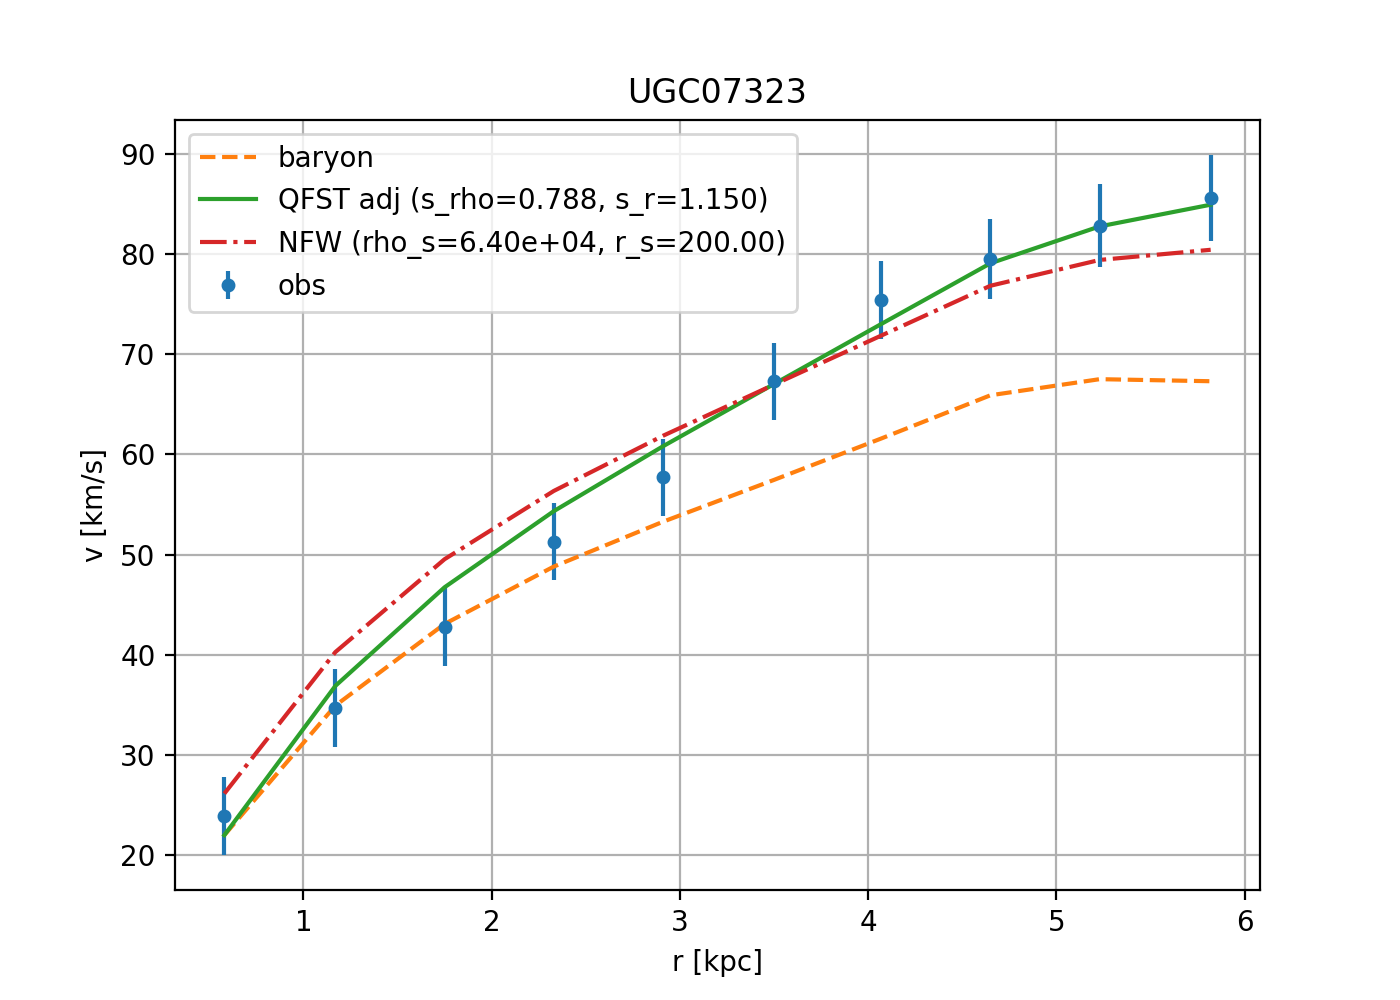 UGC07323
baryon
QFST adj (s_rho=0.788, s_r=1.150)
NFW (rho_s=6.40e+04, r_s=200.00)
obs
v [km/s]
90
80
70
60
50
40
30
20
1 2 3 4 5 6
r [kpc]